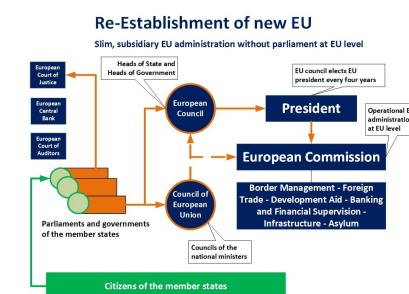 Re-Establishment of new EU
Slim, subsidiary EU administration without parliament at EU level
Heads of State and
Heads of Government
EU council elects EU
president every four years
European
Court of
Justice
European
Central
Bank
European
Court of
Auditors
European
Council
President
Operational E
administratio
at EU level
European Commission
Border Management - Foreign
Trade - Development Aid - Banking
and Financial Supervision -
Infrastructure - Asylum
Council of
European
Union
Parliaments and governments
of the member states
Councils of the
national ministers
Citizens of the member states